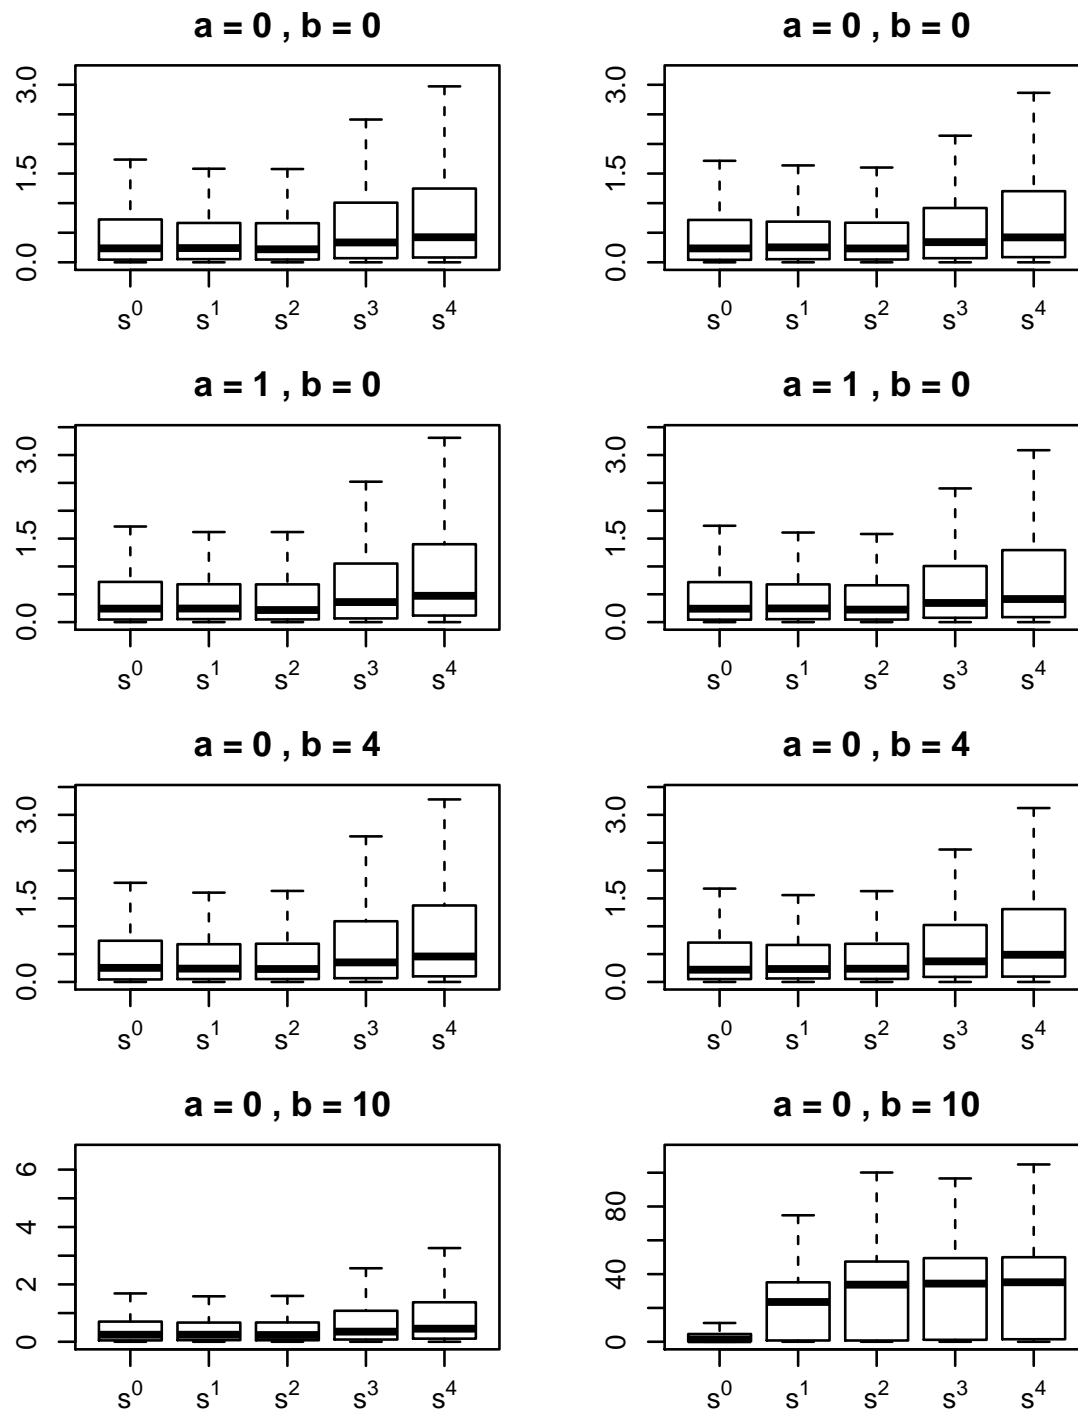 a = 0 , b = 0
3.0
1.5
0.0
s⁰ s¹ s² s³ s⁴
a = 0 , b = 0
3.0
1.5
0.0
s⁰ s¹ s² s³ s⁴
a = 1 , b = 0
3.0
1.5
0.0
s⁰ s¹ s² s³ s⁴
a = 1 , b = 0
3.0
1.5
0.0
s⁰ s¹ s² s³ s⁴
a = 0 , b = 4
3.0
1.5
0.0
s⁰ s¹ s² s³ s⁴
a = 0 , b = 4
3.0
1.5
0.0
s⁰ s¹ s² s³ s⁴
a = 0 , b = 10
6
4
2
0
s⁰ s¹ s² s³ s⁴
a = 0 , b = 10
80
40
0
s⁰ s¹ s² s³ s⁴